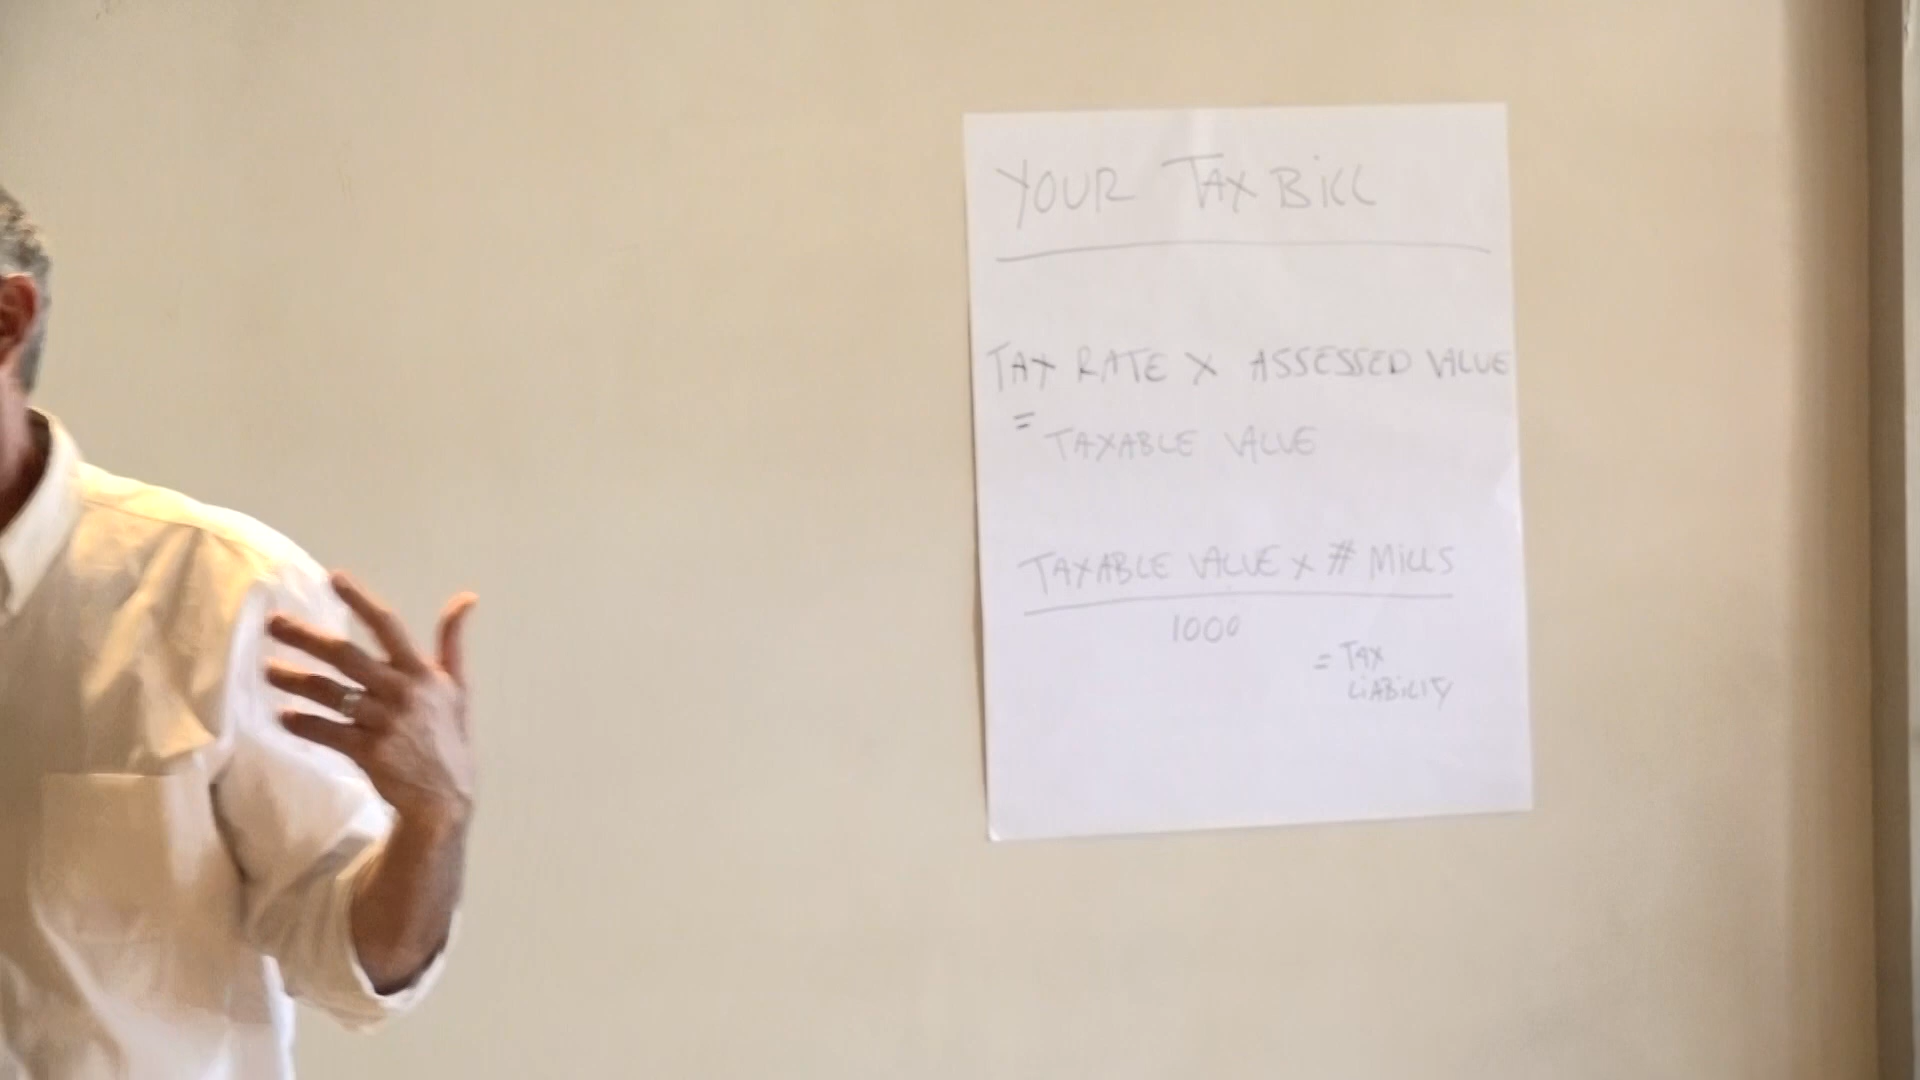 YOUR TAX BILL
TAX RATE X ASSESSED VALUE
= TAXABLE VALUE
TAXABLE VALUE X # MILLS
1000
= TAX
LIABILITY